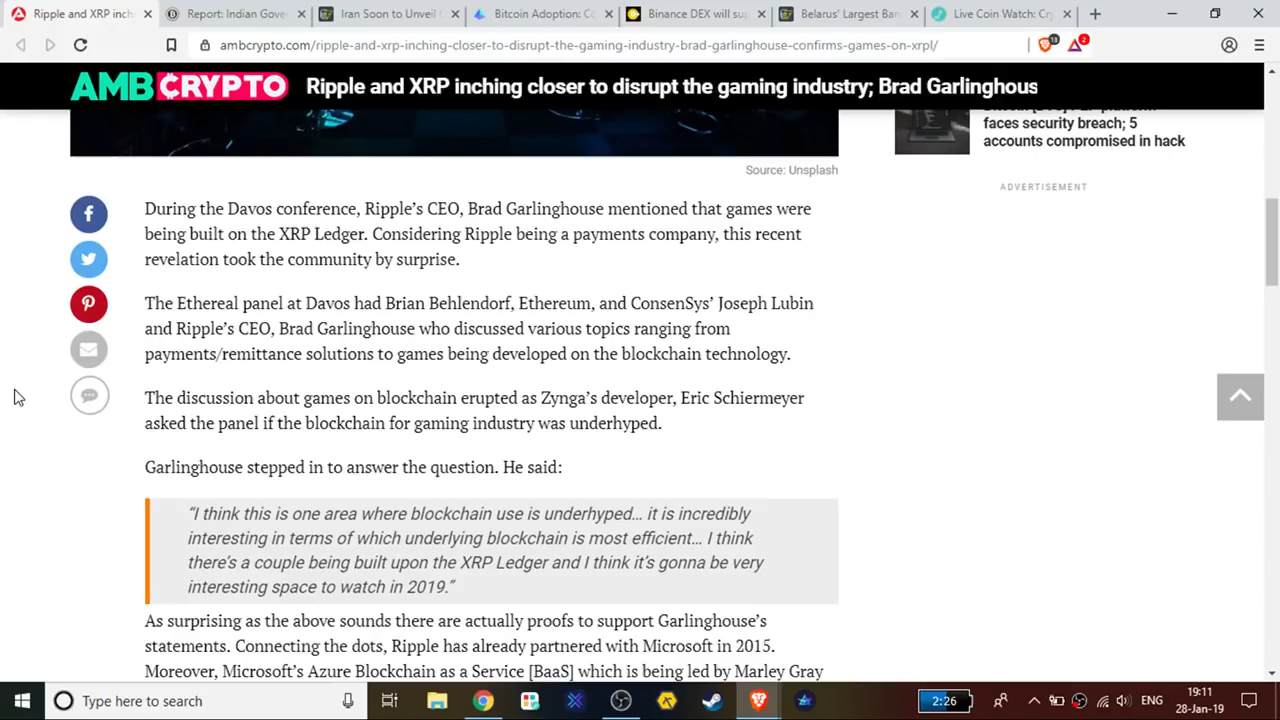 Ripple and XRP inch
Report: Indian Gove
Iran Soon to Unveil
Bitcoin Adoption: Co
Binance DEX will sup
Belarus' Largest Ban
Live Coin Watch: Cry
ambcrypto.com/ripple-and-xrp-inching-closer-to-disrupt-the-gaming-industry-brad-garlinghouse-confirms-games-on-xrpl/
18
2
AMBCRYPTO
Ripple and XRP inching closer to disrupt the gaming industry; Brad Garlinghous
faces security breach; 5
accounts compromised in hack
Source: Unsplash
ADVERTISEMENT
During the Davos conference, Ripple's CEO, Brad Garlinghouse mentioned that games were
being built on the XRP Ledger. Considering Ripple being a payments company, this recent
revelation took the community by surprise.
The Ethereal panel at Davos had Brian Behlendorf, Ethereum, and ConsenSys' Joseph Lubin
and Ripple's CEO, Brad Garlinghouse who discussed various topics ranging from
payments/remittance solutions to games being developed on the blockchain technology.
The discussion about games on blockchain erupted as Zynga's developer, Eric Schiermeyer
asked the panel if the blockchain for gaming industry was underhyped.
Garlinghouse stepped in to answer the question. He said:
“I think this is one area where blockchain use is underhyped… it is incredibly
interesting in terms of which underlying blockchain is most efficient… I think
there's a couple being built upon the XRP Ledger and I think it's gonna be very
interesting space to watch in 2019.”
As surprising as the above sounds there are actually proofs to support Garlinghouse's
statements. Connecting the dots, Ripple has already partnered with Microsoft in 2015.
Moreover, Microsoft's Azure Blockchain as a Service [BaaS] which is being led by Marley Gray
Type here to search
2:26
ENG
19:11
28-Jan-19